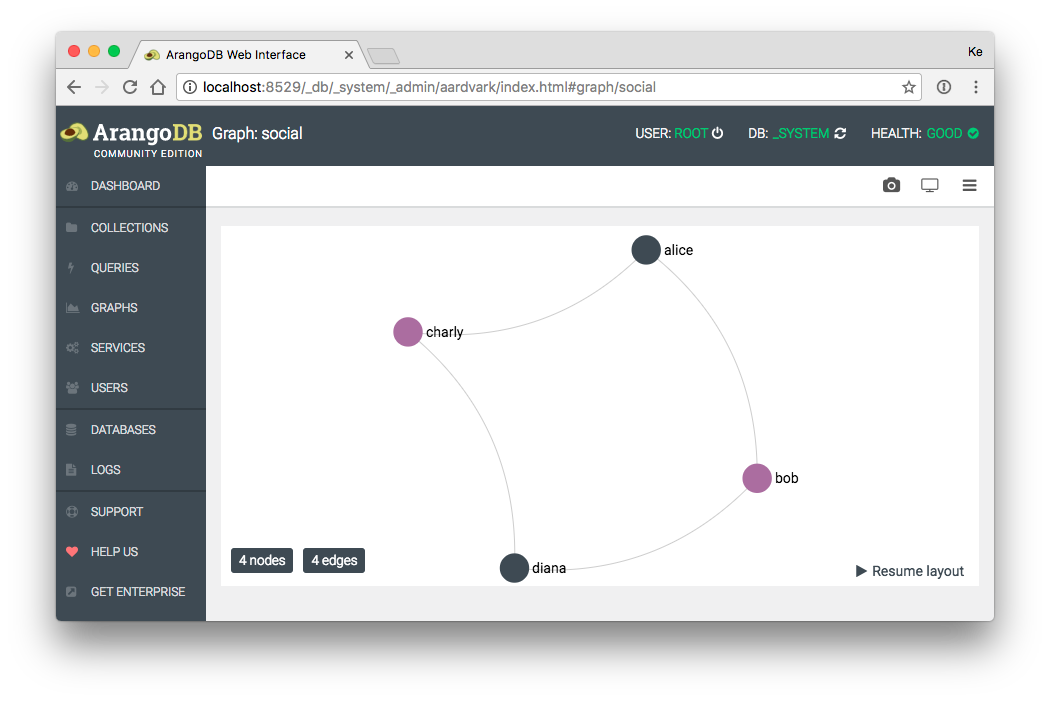 ArangoDB Web Interface
Ke
localhost:8529/_db/_system/_admin/aardvark/index.html#graph/social
ArangoDB
COMMUNITY EDITION
Graph: social
USER: ROOT
DB: _SYSTEM
HEALTH: GOOD
DASHBOARD
COLLECTIONS
QUERIES
GRAPHS
SERVICES
USERS
DATABASES
LOGS
SUPPORT
HELP US
GET ENTERPRISE
alice
charly
bob
diana
4 nodes
4 edges
Resume layout